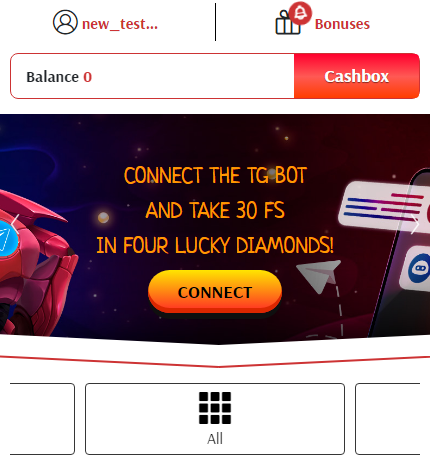 new_test...
Bonuses
Balance 0
Cashbox
CONNECT THE TG BOT
AND TAKE 30 FS
IN FOUR LUCKY DIAMONDS!
CONNECT
All